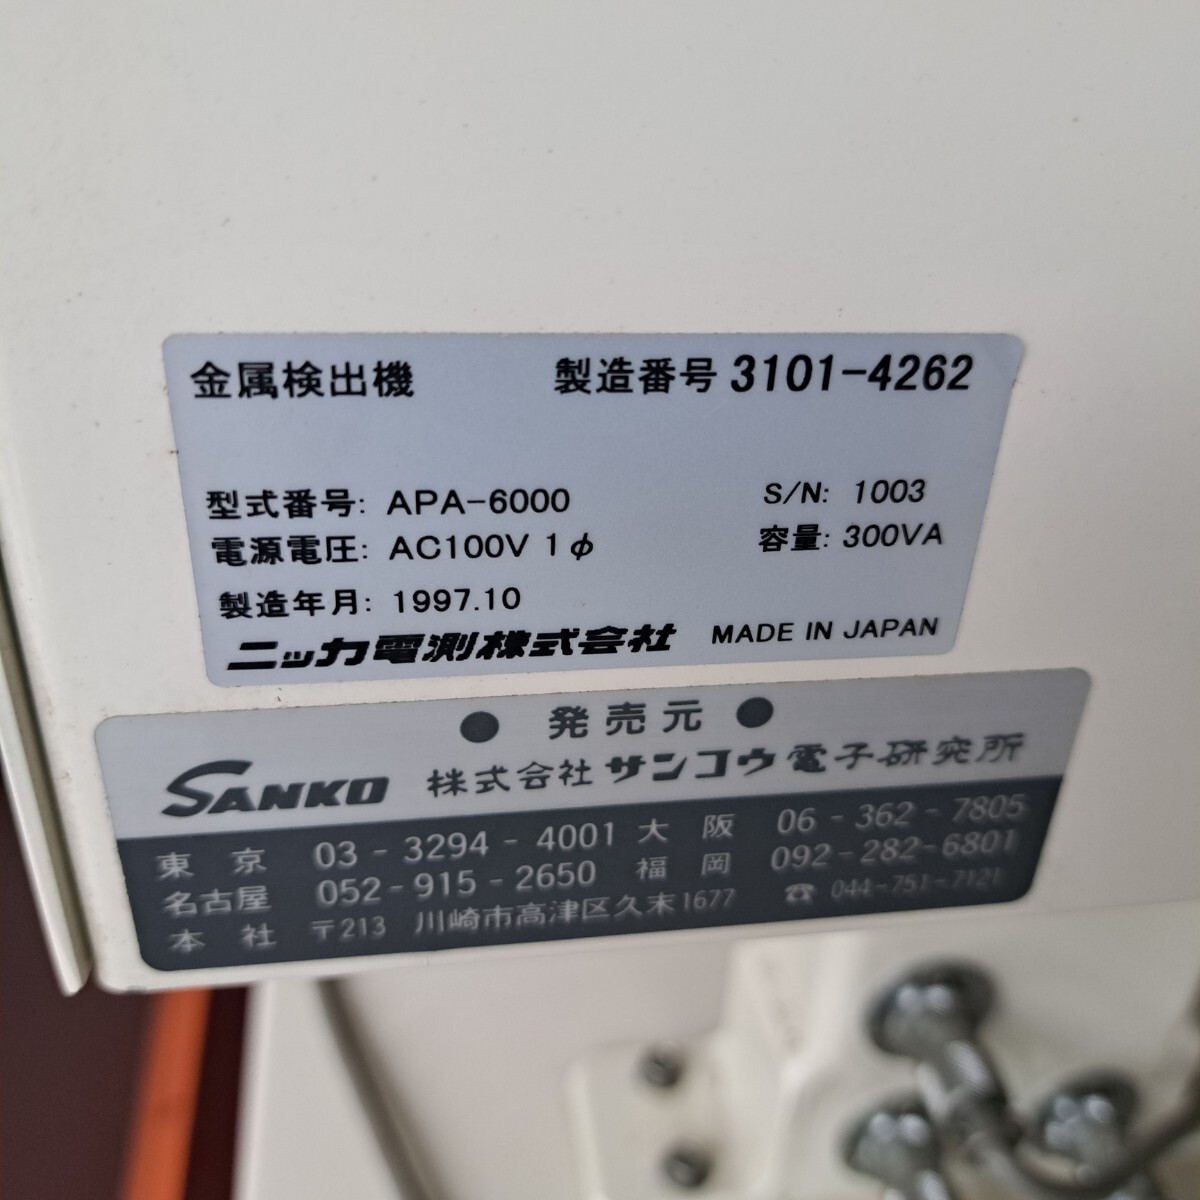 金属検出機 製造番号 3101-4262
型式番号: APA-6000 S/N: 1003
電源電圧: AC100V 1φ 容量: 300VA
製造年月: 1997.10
ニッカ電測株式会社 MADE IN JAPAN
● 発売元 ●
SANKO 株式会社 サンコウ電子研究所
東京 03-3294-4001 大阪 06-362-7805
名古屋 052-915-2650 福岡 092-282-6801
本社 〒213 川崎市高津区久末1677 ☎ 044-751-7121